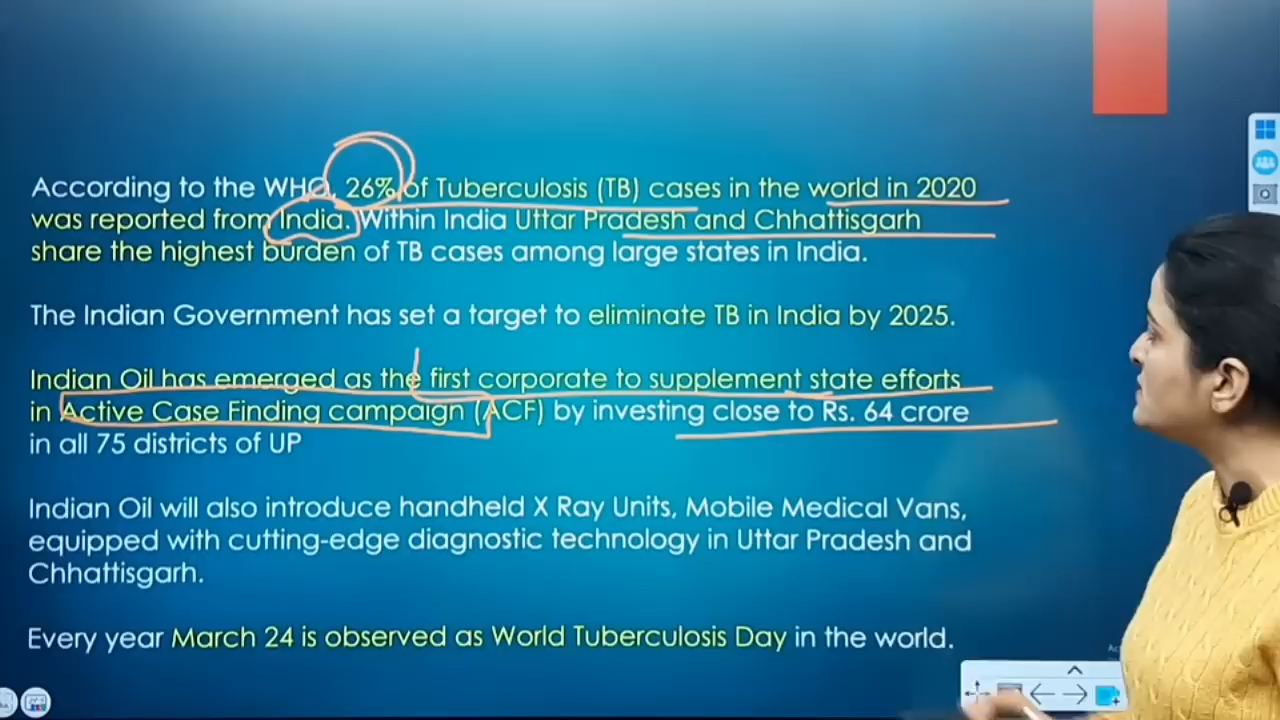 According to the WHO, 26% of Tuberculosis (TB) cases in the world in 2020
was reported from India. Within India Uttar Pradesh and Chhattisgarh
share the highest burden of TB cases among large states in India.
The Indian Government has set a target to eliminate TB in India by 2025.
Indian Oil has emerged as the first corporate to supplement state efforts
in Active Case Finding campaign (ACF) by investing close to Rs. 64 crore
in all 75 districts of UP
Indian Oil will also introduce handheld X Ray Units, Mobile Medical Vans,
equipped with cutting-edge diagnostic technology in Uttar Pradesh and
Chhattisgarh.
Every year March 24 is observed as World Tuberculosis Day in the world.